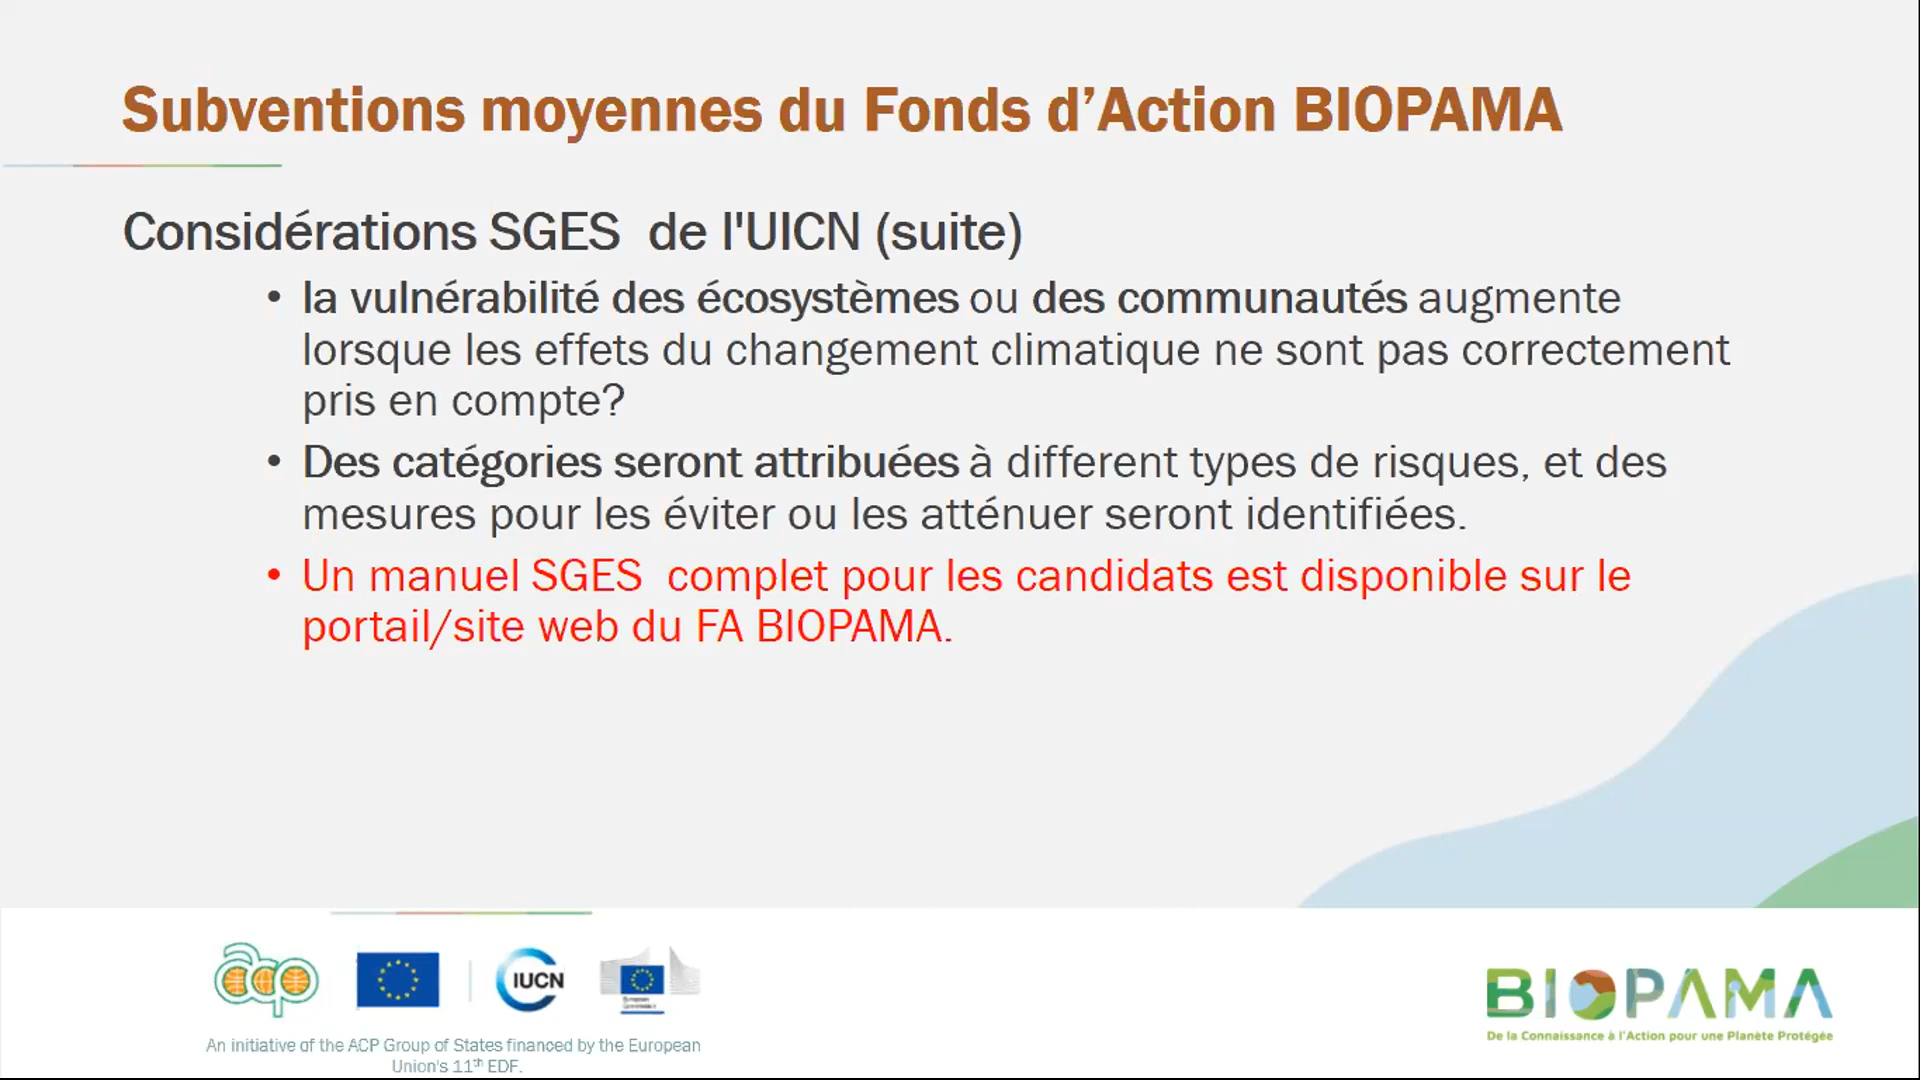 Subventions moyennes du Fonds d’Action BIOPAMA
Considérations SGES de l'UICN (suite)
• la vulnérabilité des écosystèmes ou des communautés augmente
lorsque les effets du changement climatique ne sont pas correctement
pris en compte?
• Des catégories seront attribuées à different types de risques, et des
mesures pour les éviter ou les atténuer seront identifiées.
• Un manuel SGES complet pour les candidats est disponible sur le
portail/site web du FA BIOPAMA.
acp
IUCN
European
Commission
An initiative of the ACP Group of States financed by the European
Union's 11th EDF.
BIOPAMA
De la Connaissance à l'Action pour une Planète Protégée